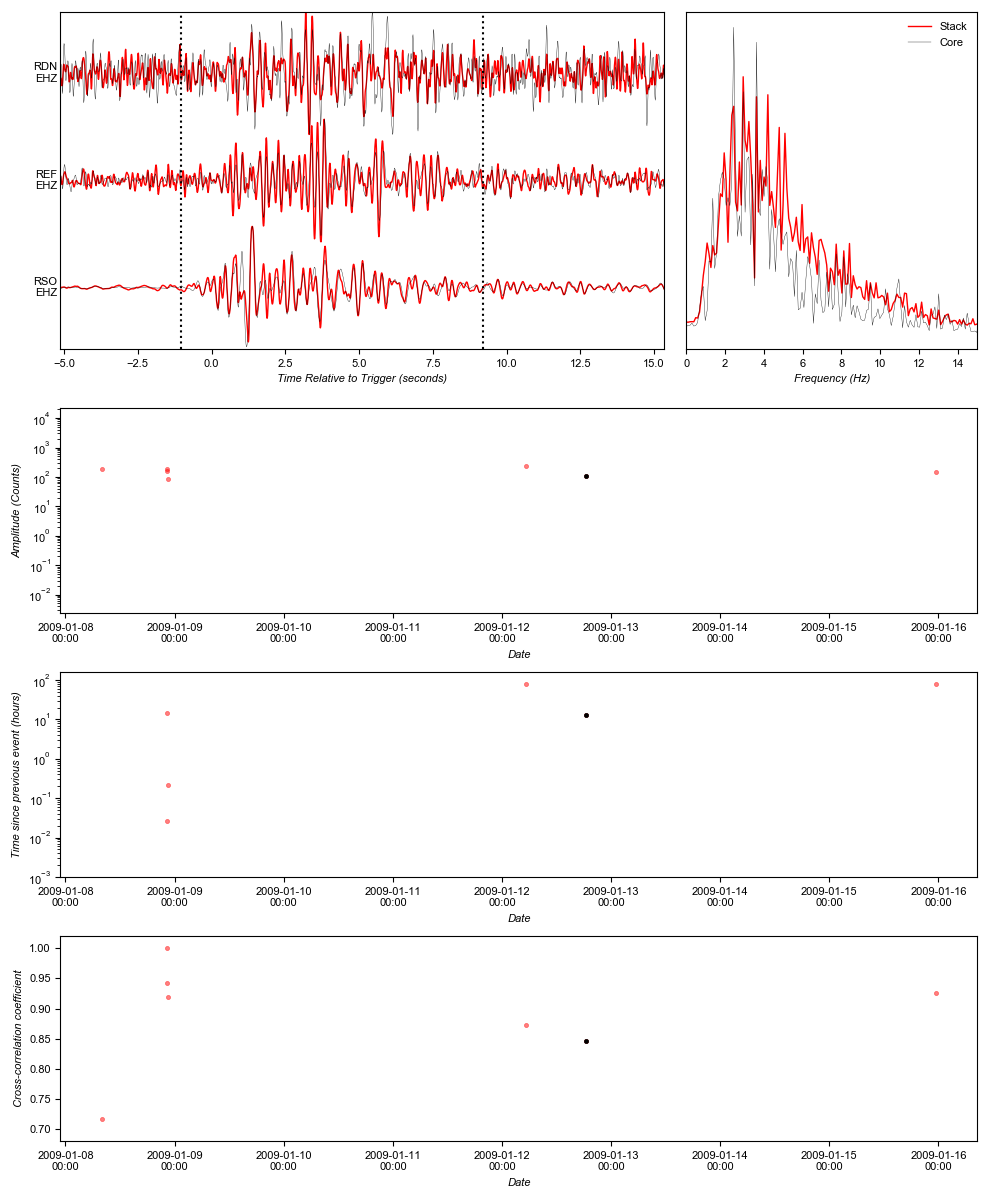 RDN
EHZ
REF
EHZ
RSO
EHZ
−5.0 −2.5 0.0 2.5 5.0 7.5 10.0 12.5 15.0
Time Relative to Trigger (seconds)
Stack
Core
0 2 4 6 8 10 12 14
Frequency (Hz)
10⁴
10³
10²
10¹
10⁰
10⁻¹
10⁻²
Amplitude (Counts)
2009-01-08 2009-01-09 2009-01-10 2009-01-11 2009-01-12 2009-01-13 2009-01-14 2009-01-15 2009-01-16
00:00 00:00 00:00 00:00 00:00 00:00 00:00 00:00 00:00
Date
10²
10¹
10⁰
10⁻¹
10⁻²
10⁻³
Time since previous event (hours)
2009-01-08 2009-01-09 2009-01-10 2009-01-11 2009-01-12 2009-01-13 2009-01-14 2009-01-15 2009-01-16
00:00 00:00 00:00 00:00 00:00 00:00 00:00 00:00 00:00
Date
1.00
0.95
0.90
0.85
0.80
0.75
0.70
Cross-correlation coefficient
2009-01-08 2009-01-09 2009-01-10 2009-01-11 2009-01-12 2009-01-13 2009-01-14 2009-01-15 2009-01-16
00:00 00:00 00:00 00:00 00:00 00:00 00:00 00:00 00:00
Date